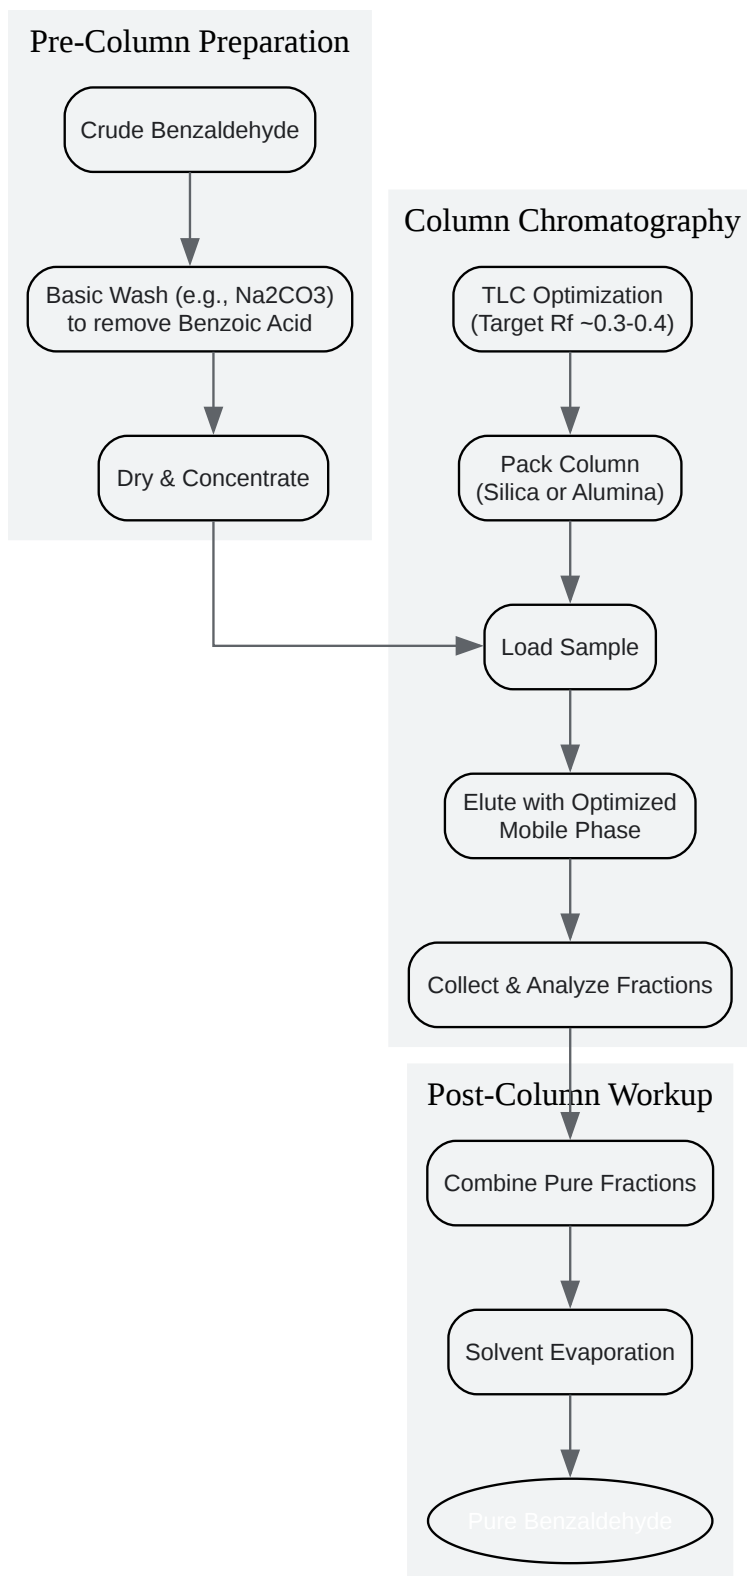 Pre-Column Preparation
Crude Benzaldehyde
Basic Wash (e.g., Na2CO3)
to remove Benzoic Acid
Dry & Concentrate
Column Chromatography
TLC Optimization
(Target Rf ~0.3-0.4)
Pack Column
(Silica or Alumina)
Load Sample
Elute with Optimized
Mobile Phase
Collect & Analyze Fractions
Post-Column Workup
Combine Pure Fractions
Solvent Evaporation
Pure Benzaldehyde